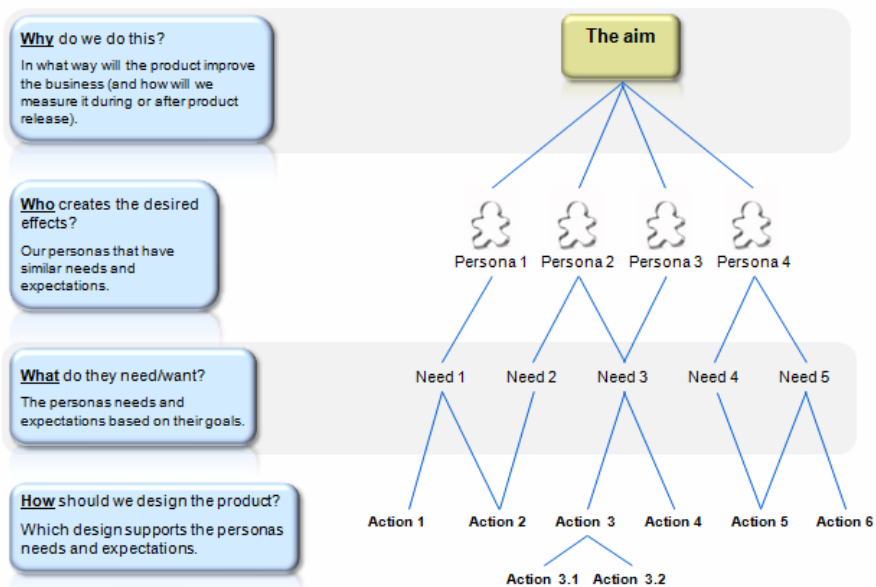 Why do we do this?
In what way will the product improve
the business (and how will we
measure it during or after product
release).
The aim
Who creates the desired
effects?
Our personas that have
similar needs and
expectations.
Persona 1 Persona 2 Persona 3 Persona 4
What do they need/want?
The personas needs and
expectations based on their goals.
Need 1 Need 2 Need 3 Need 4 Need 5
How should we design the product?
Which design supports the personas
needs and expectations.
Action 1 Action 2 Action 3 Action 4 Action 5 Action 6
Action 3.1 Action 3.2